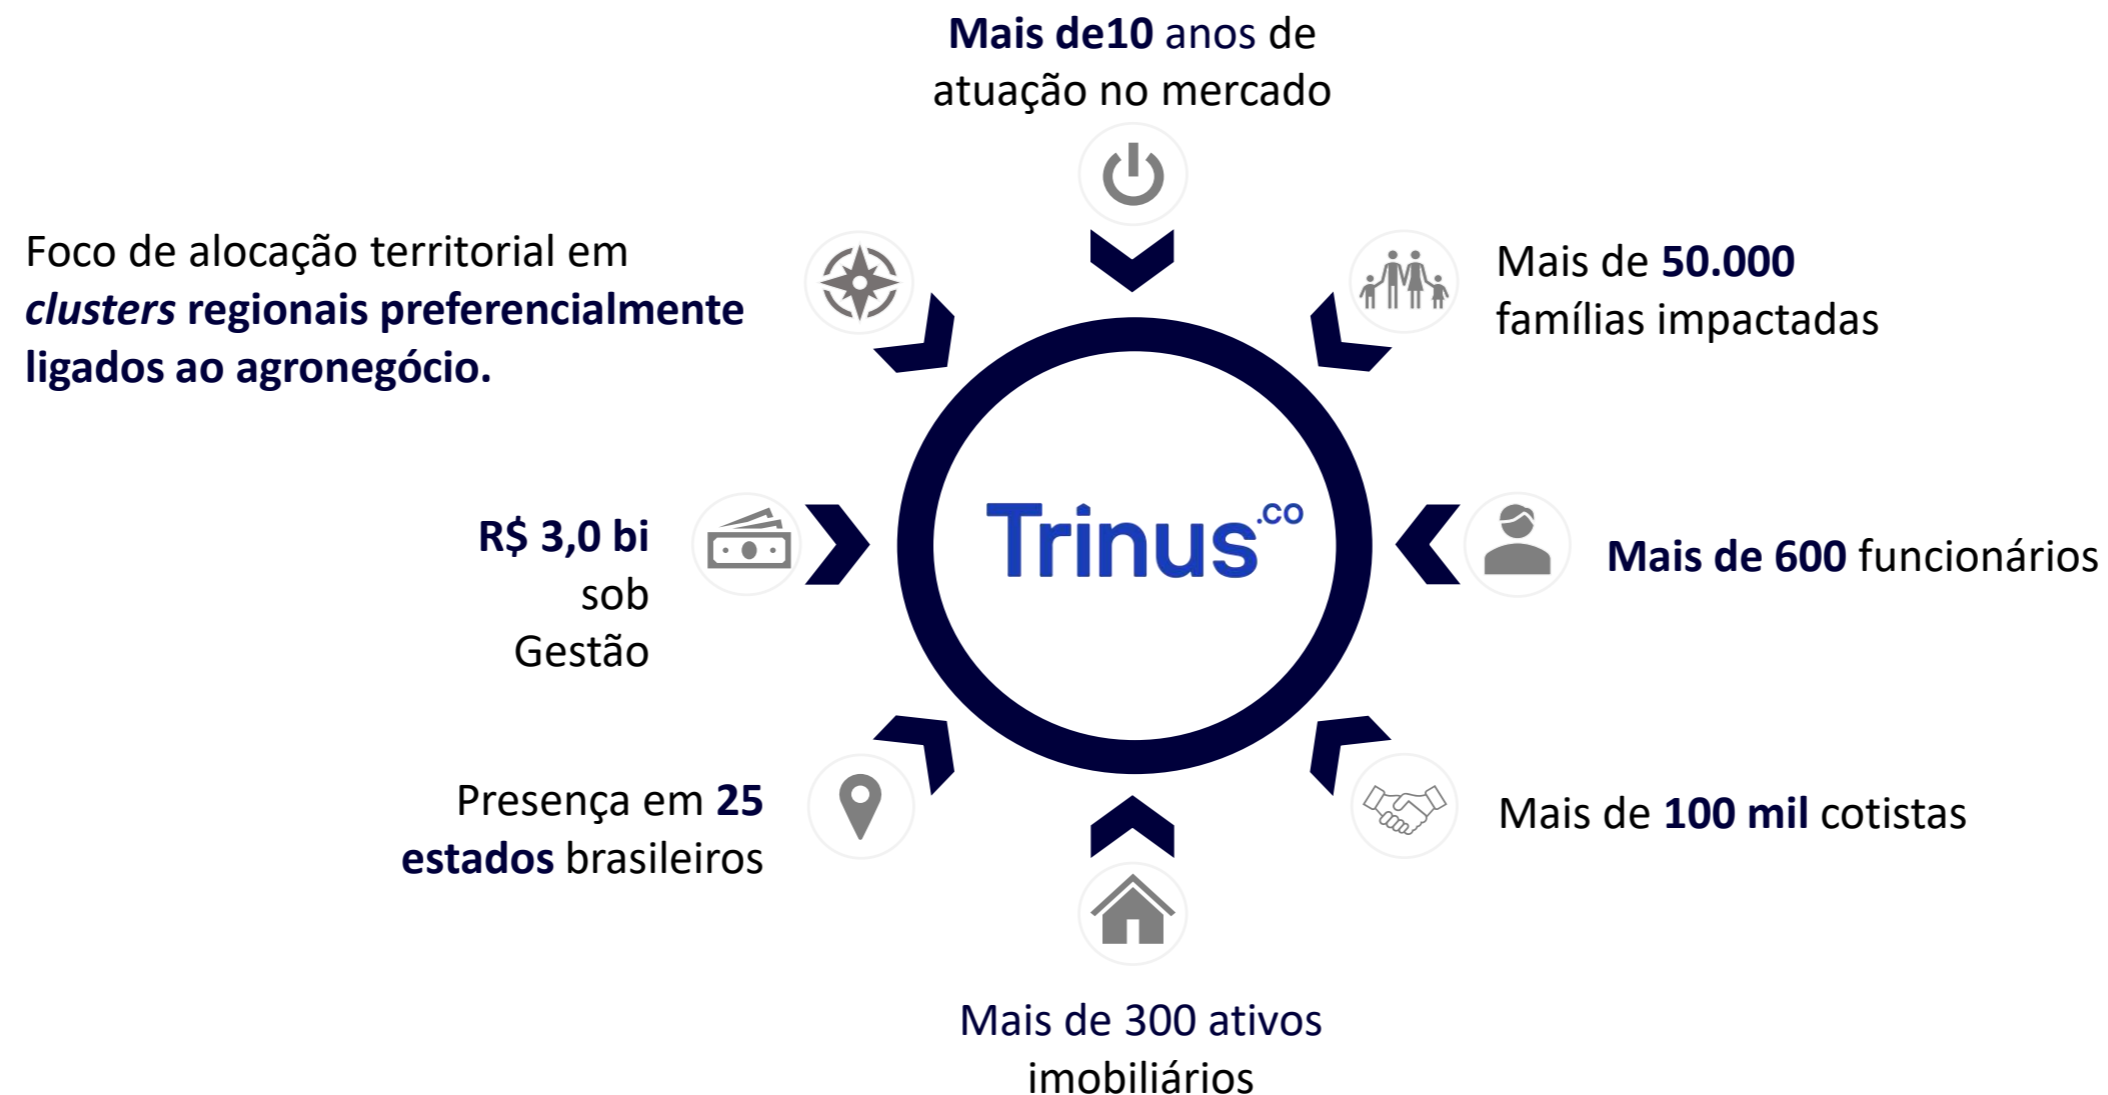 Mais de10 anos de
atuação no mercado
Foco de alocação territorial em
clusters regionais preferencialmente
ligados ao agronegócio.
Mais de 50.000
famílias impactadas
R$ 3,0 bi
sob
Gestão
Trinus.co
Mais de 600 funcionários
Presença em 25
estados brasileiros
Mais de 100 mil cotistas
Mais de 300 ativos
imobiliários